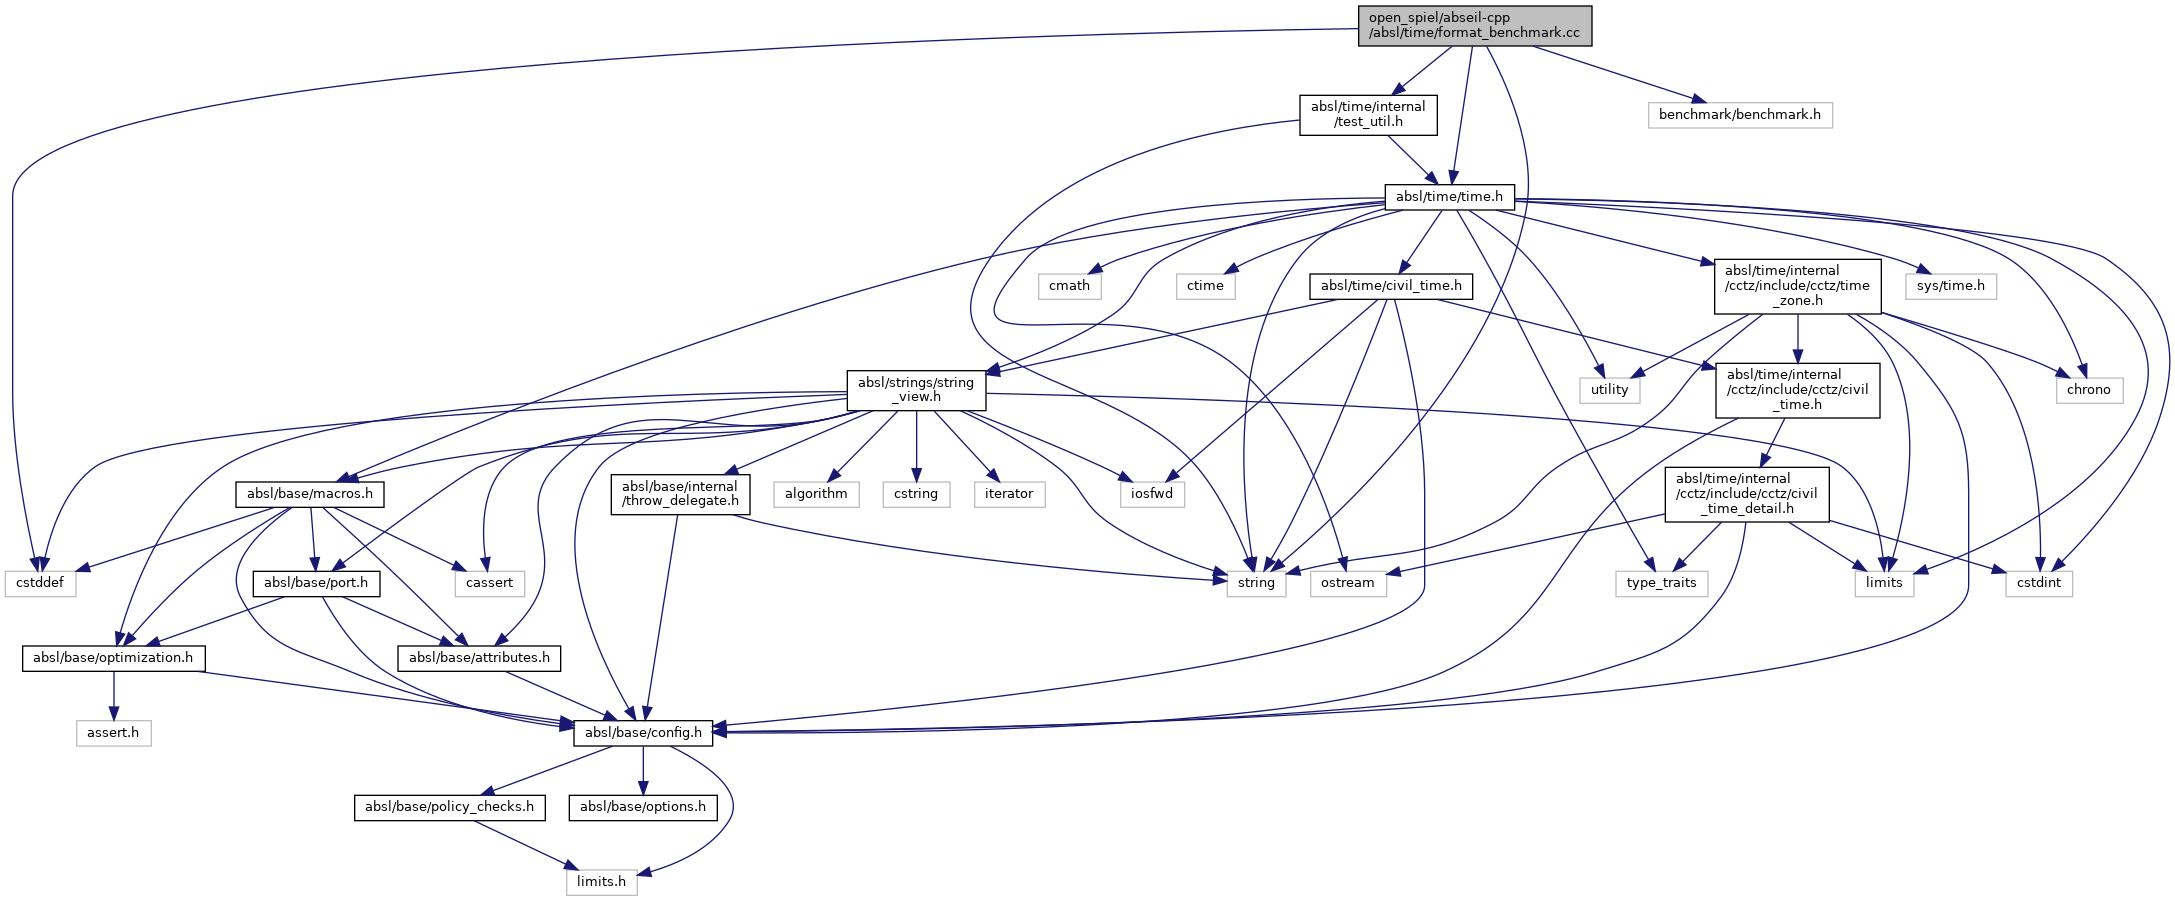 open_spiel/abseil-cpp
/absl/time/format_benchmark.cc
absl/time/internal
/test_util.h
benchmark/benchmark.h
absl/time/time.h
cmath
ctime
absl/time/civil_time.h
absl/time/internal
/cctz/include/cctz/time
_zone.h
sys/time.h
absl/strings/string
_view.h
utility
absl/time/internal
/cctz/include/cctz/civil
_time.h
chrono
absl/base/macros.h
absl/base/internal
/throw_delegate.h
algorithm
cstring
iterator
iosfwd
absl/time/internal
/cctz/include/cctz/civil
_time_detail.h
cstddef
absl/base/port.h
cassert
string
ostream
type_traits
limits
cstdint
absl/base/optimization.h
absl/base/attributes.h
assert.h
absl/base/config.h
absl/base/policy_checks.h
absl/base/options.h
limits.h